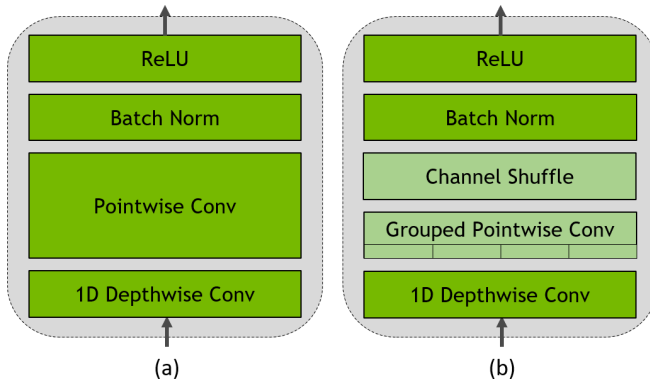 ReLU
Batch Norm
Pointwise Conv
1D Depthwise Conv
(a)
ReLU
Batch Norm
Channel Shuffle
Grouped Pointwise Conv
1D Depthwise Conv
(b)